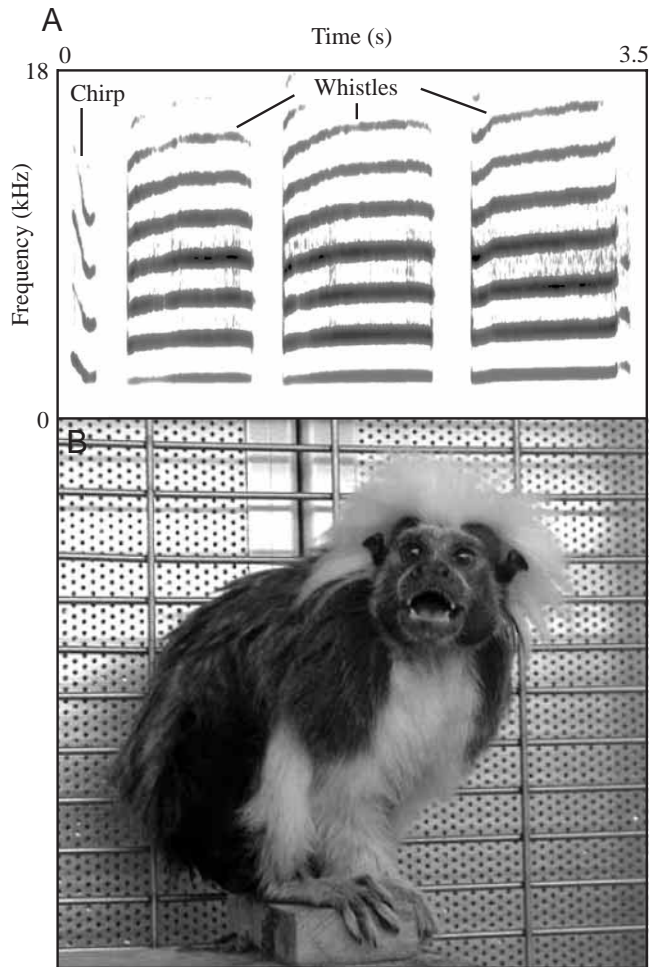 A
Time (s)
0 3.5
18
Chirp
Whistles
Frequency (kHz)
0
B